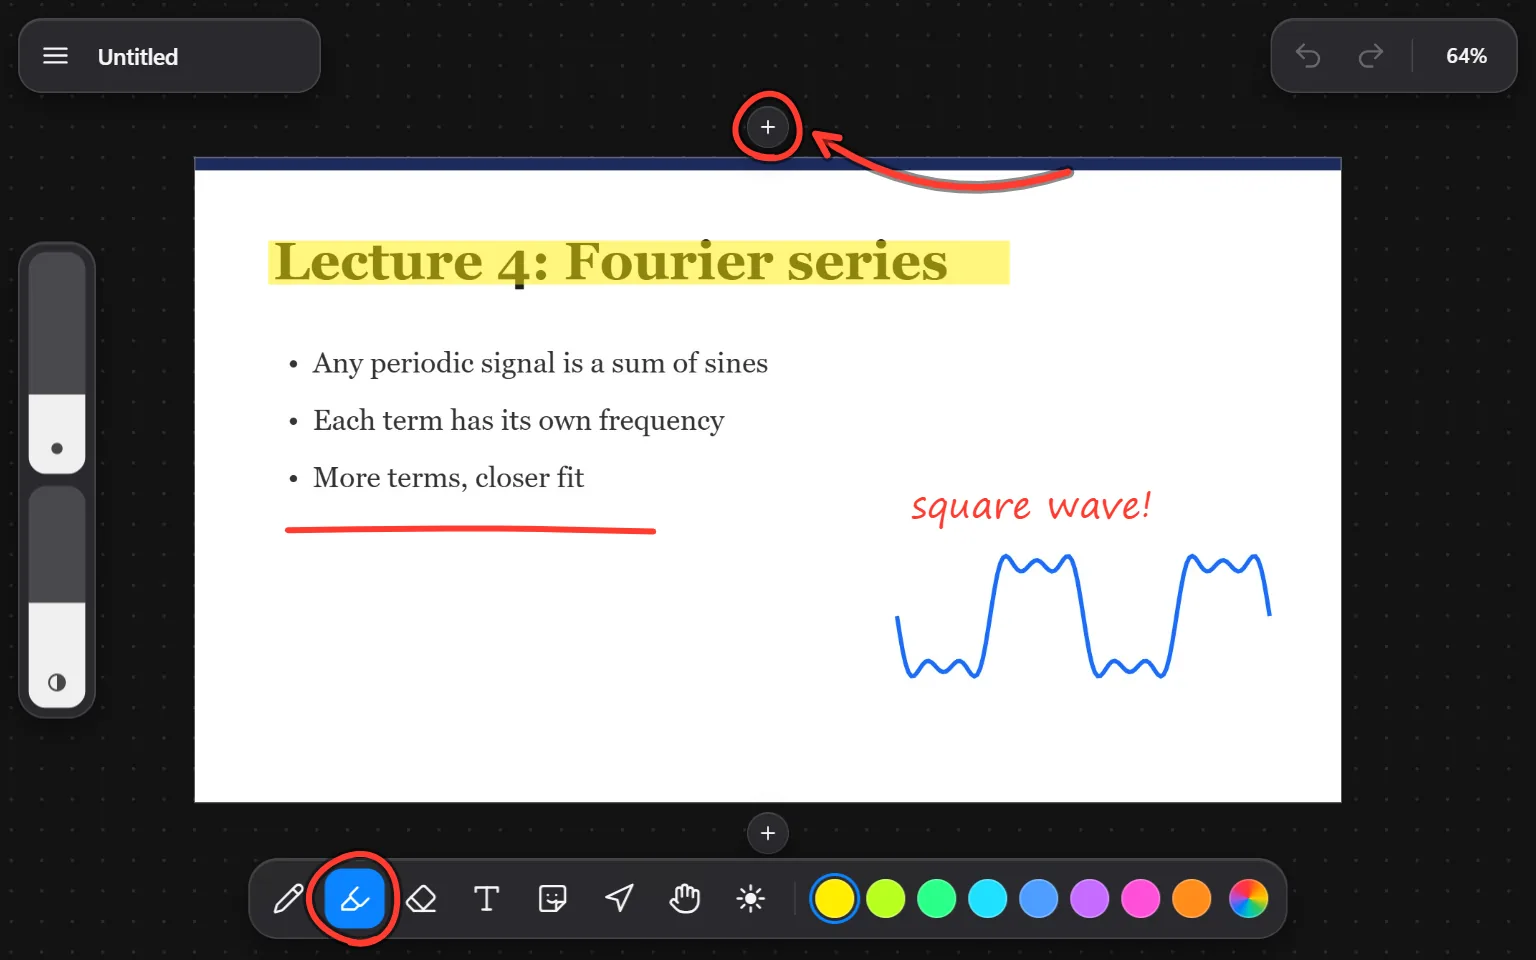 Untitled
64%
Lecture 4: Fourier series
• Any periodic signal is a sum of sines
• Each term has its own frequency
• More terms, closer fit
square wave!